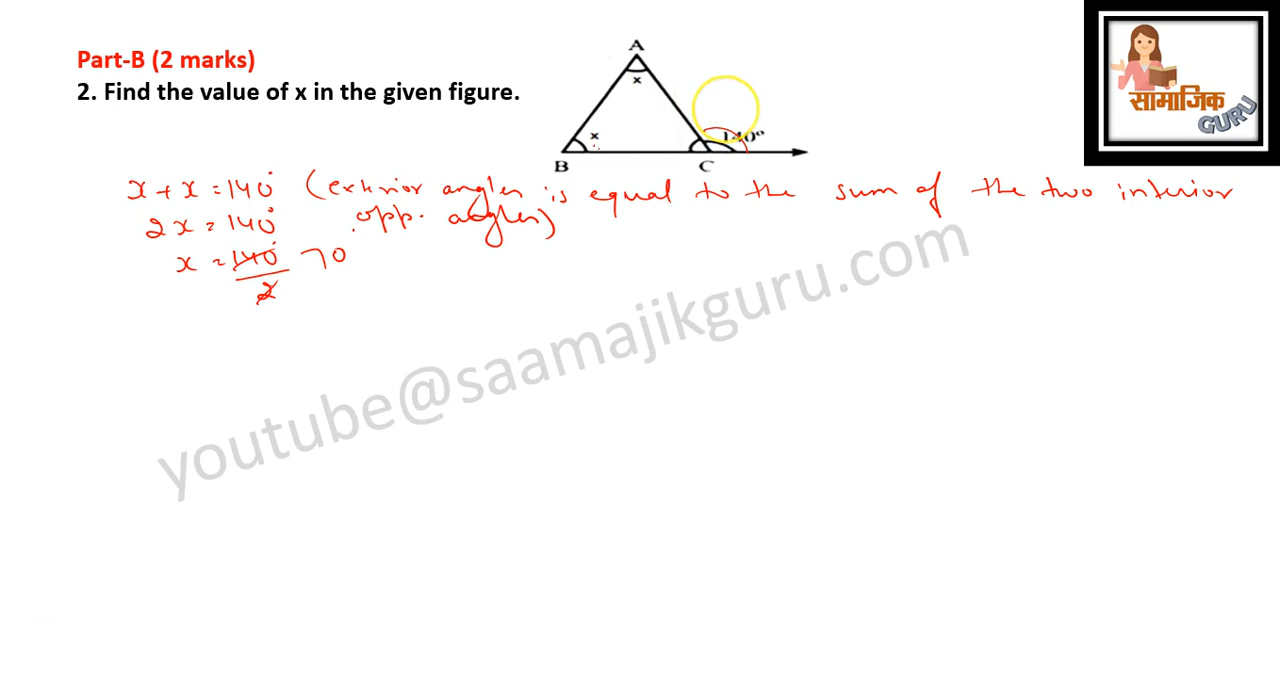 Part-B (2 marks)
2. Find the value of x in the given figure.
A
x
x
140°
B
C
सामाजिक
GURU
x + x = 140° (exterior angles is equal to the sum of the two interior
2x = 140° opp. angles)
x = 140° 70
2
youtube@saamajikguru.com